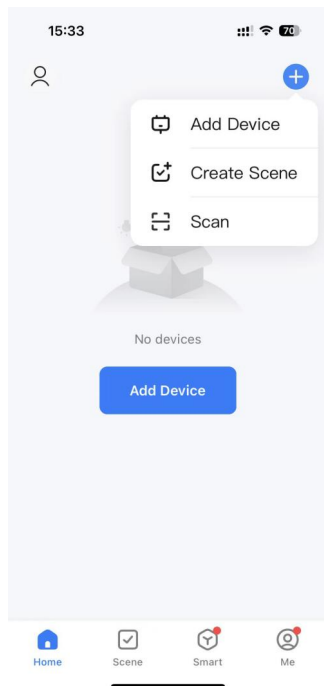 15:33
70
Add Device
Create Scene
Scan
No devices
Add Device
Home
Scene
Smart
Me